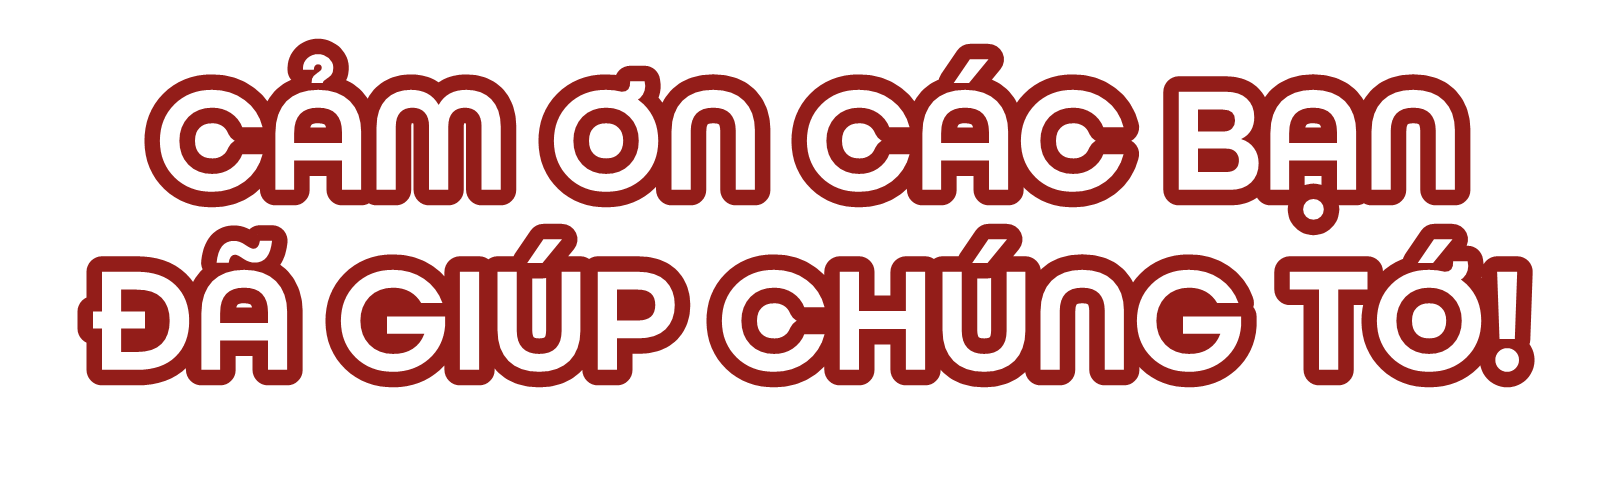 CẢM ƠN CÁC BẠN
ĐÃ GIÚP CHÚNG TỚ!